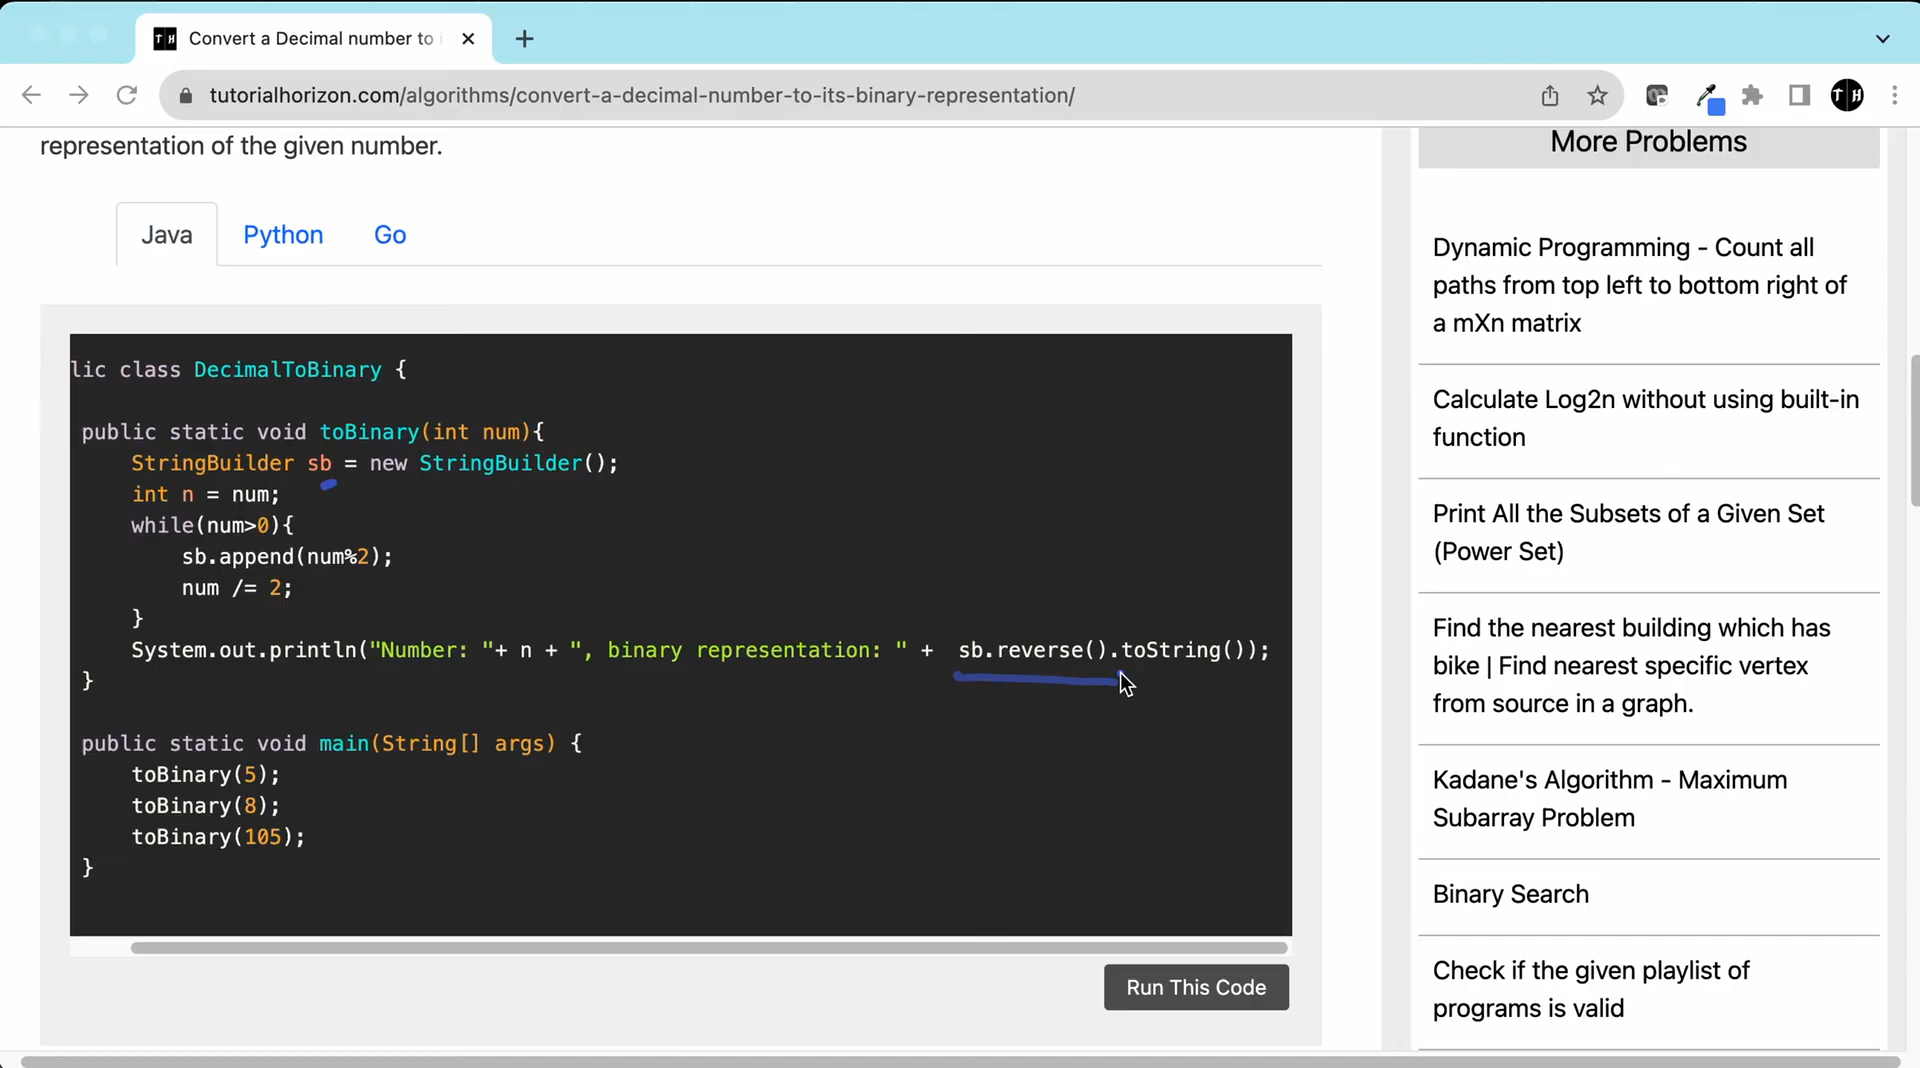 Convert a Decimal number to
tutorialhorizon.com/algorithms/convert-a-decimal-number-to-its-binary-representation/
representation of the given number.
Java
Python
Go
lic class DecimalToBinary {
public static void toBinary(int num){
StringBuilder sb = new StringBuilder();
int n = num;
while(num>0){
sb.append(num%2);
num /= 2;
}
System.out.println("Number: "+ n + ", binary representation: " +  sb.reverse().toString());
}
public static void main(String[] args) {
toBinary(5);
toBinary(8);
toBinary(105);
}
Run This Code
More Problems
Dynamic Programming - Count all
paths from top left to bottom right of
a mXn matrix
Calculate Log2n without using built-in
function
Print All the Subsets of a Given Set
(Power Set)
Find the nearest building which has
bike | Find nearest specific vertex
from source in a graph.
Kadane's Algorithm - Maximum
Subarray Problem
Binary Search
Check if the given playlist of
programs is valid